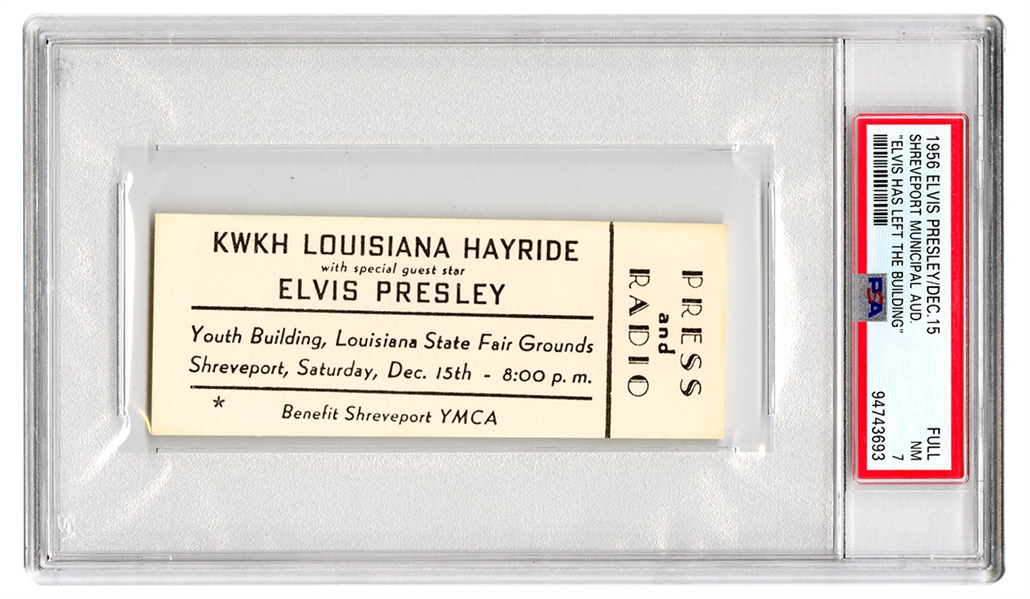 KWKH LOUISIANA HAYRIDE
with special guest star
ELVIS PRESLEY
Youth Building, Louisiana State Fair Grounds
Shreveport, Saturday, Dec. 15th - 8:00 p. m.
* Benefit Shreveport YMCA
PRESS
and
RADIO
1956 ELVIS PRESLEY/DEC.15 FULL
SHREVEPORT MUNICIPAL AUD. NM
"ELVIS HAS LEFT THE BUILDING" 7
94743693
PSA